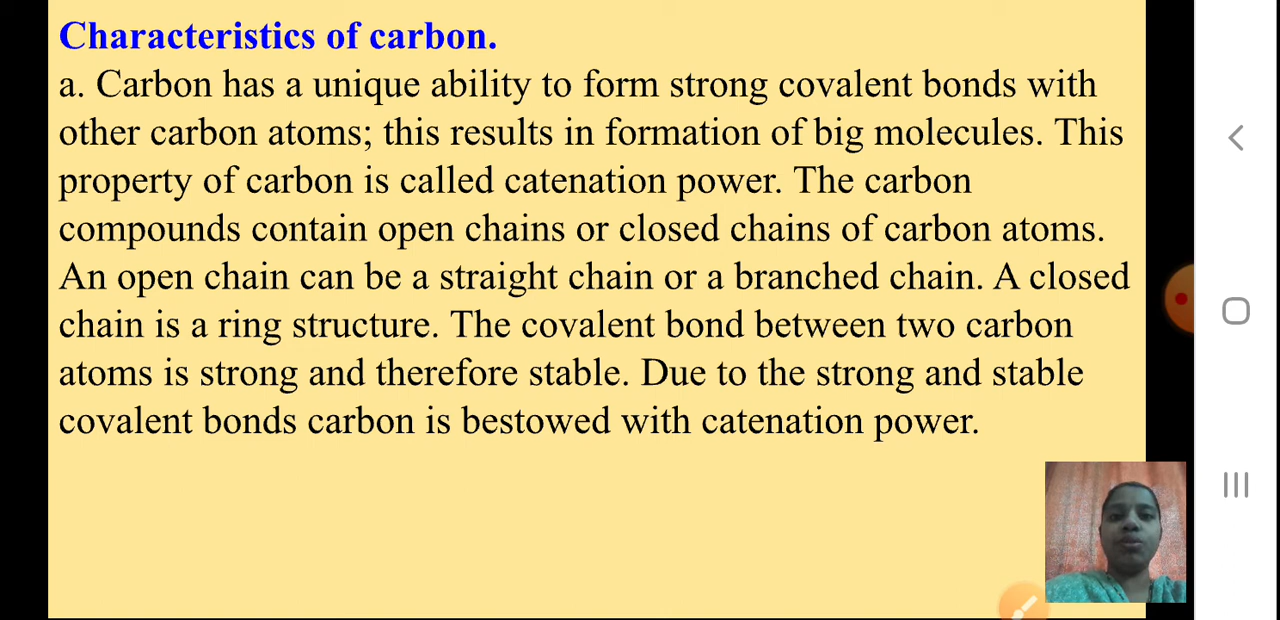 Characteristics of carbon.
a. Carbon has a unique ability to form strong covalent bonds with
other carbon atoms; this results in formation of big molecules. This
property of carbon is called catenation power. The carbon
compounds contain open chains or closed chains of carbon atoms.
An open chain can be a straight chain or a branched chain. A closed
chain is a ring structure. The covalent bond between two carbon
atoms is strong and therefore stable. Due to the strong and stable
covalent bonds carbon is bestowed with catenation power.